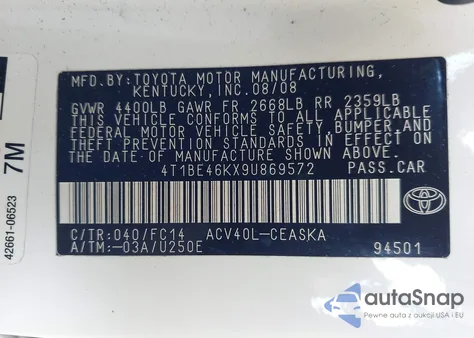 MFD.BY:TOYOTA MOTOR MANUFACTURING,
KENTUCKY,INC.08/08
GVWR 4400LB GAWR FR 2668LB RR 2359LB
THIS VEHICLE CONFORMS TO ALL APPLICABLE
FEDERAL MOTOR VEHICLE SAFETY,BUMPER,AND
THEFT PREVENTION STANDARDS IN EFFECT ON
THE DATE OF MANUFACTURE SHOWN ABOVE.
4T1BE46KX9U869572 PASS.CAR
C/TR:040/FC14 ACV40L-CEASKA
A/TM:-03A/U250E 94501
TOYOTA
42661-06523
7M
autoSnap
Pewne auta z aukcji USA i EU